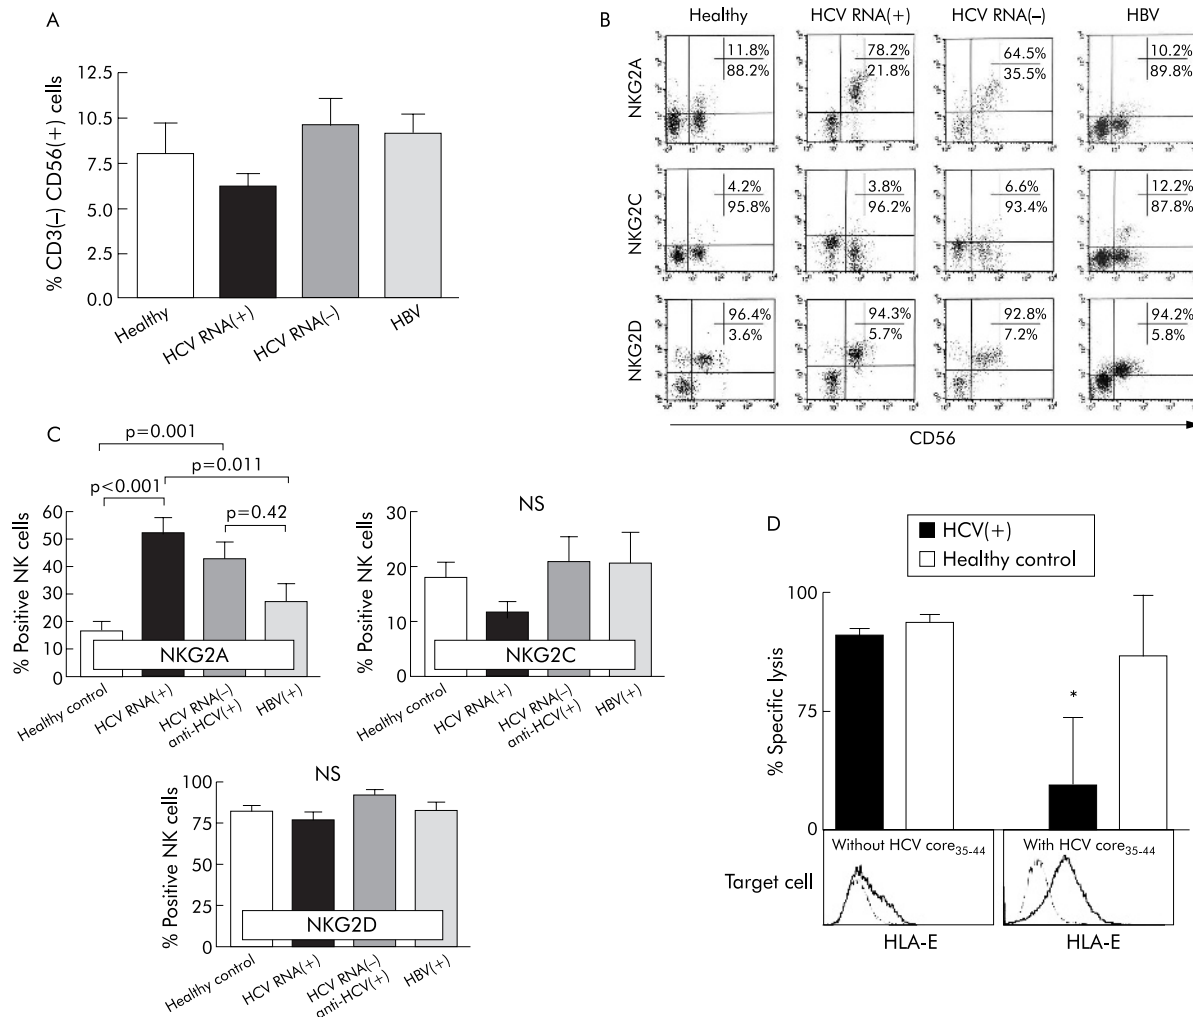 A
% CD3(–) CD56(+) cells
12.5
10.5
7.5
5.0
2.5
0.0
Healthy
HCV RNA(+)
HCV RNA(–)
HBV
B
Healthy
HCV RNA(+)
HCV RNA(–)
HBV
NKG2A
11.8%
88.2%
78.2%
21.8%
64.5%
35.5%
10.2%
89.8%
NKG2C
4.2%
95.8%
3.8%
96.2%
6.6%
93.4%
12.2%
87.8%
NKG2D
96.4%
3.6%
94.3%
5.7%
92.8%
7.2%
94.2%
5.8%
CD56
C
p=0.001
p=0.011
p<0.001
p=0.42
% Positive NK cells
60
50
40
30
20
10
0
NKG2A
Healthy control
HCV RNA(+)
HCV RNA(–)
anti-HCV(+)
HBV(+)
NS
% Positive NK cells
30
20
10
0
NKG2C
Healthy control
HCV RNA(+)
HCV RNA(–)
anti-HCV(+)
HBV(+)
NS
% Positive NK cells
100
75
50
25
0
NKG2D
Healthy control
HCV RNA(+)
HCV RNA(–)
anti-HCV(+)
HBV(+)
D
HCV(+)
Healthy control
% Specific lysis
100
75
0
*
Without HCV core35-44
With HCV core35-44
Target cell
HLA-E
HLA-E